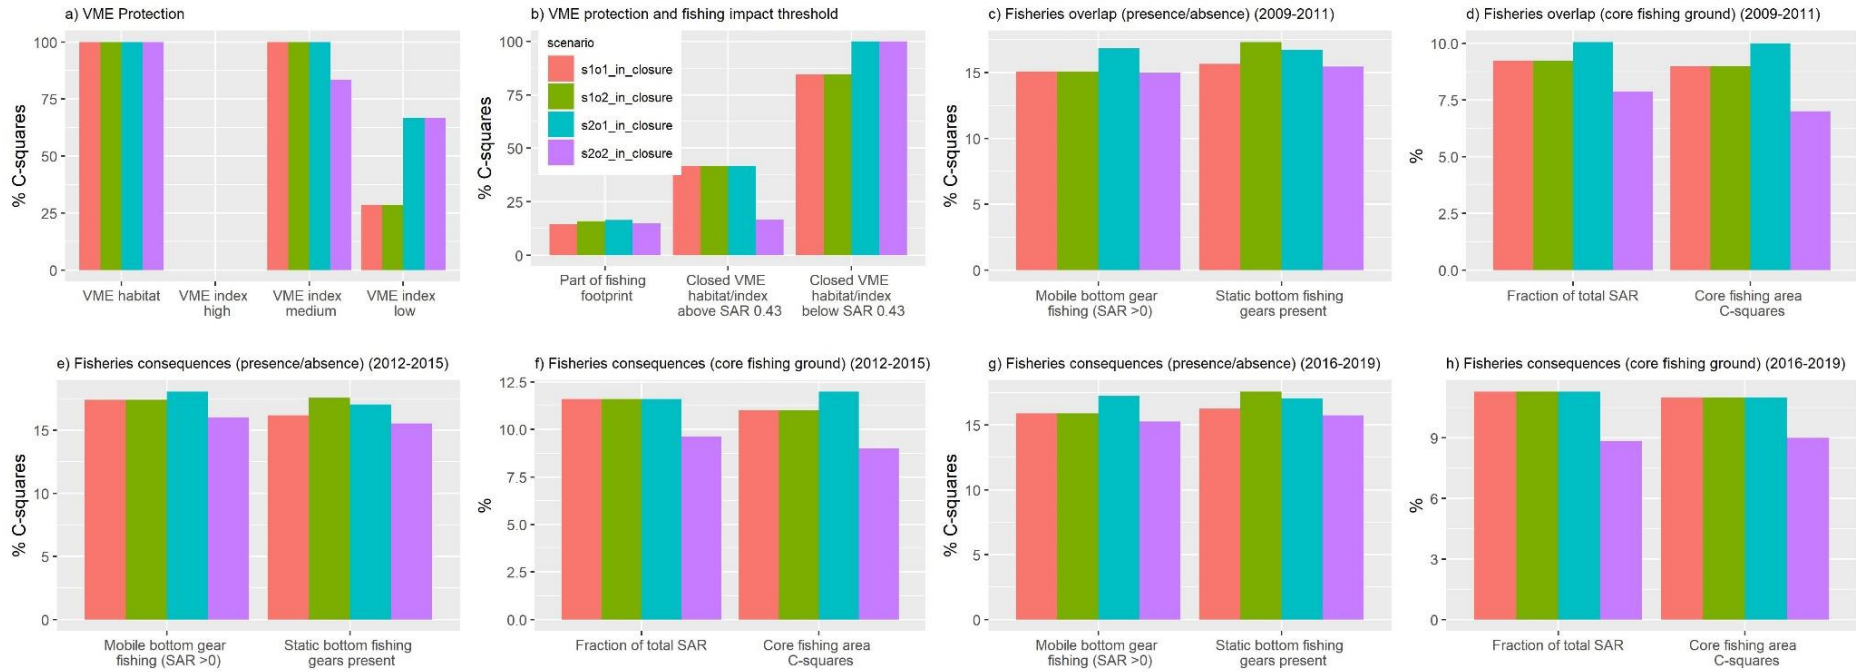 a) VME Protection
% C-squares
100
75
50
25
0
VME habitat
VME index
high
VME index
medium
VME index
low
b) VME protection and fishing impact threshold
% C-squares
100
75
50
25
0
scenario
s1o1_in_closure
s1o2_in_closure
s2o1_in_closure
s2o2_in_closure
Part of fishing
footprint
Closed VME
habitat/index
above SAR 0.43
Closed VME
habitat/index
below SAR 0.43
c) Fisheries overlap (presence/absence) (2009-2011)
% C-squares
15
10
5
0
Mobile bottom gear
fishing (SAR >0)
Static bottom fishing
gears present
d) Fisheries overlap (core fishing ground) (2009-2011)
%
10.0
7.5
5.0
2.5
0.0
Fraction of total SAR
Core fishing area
C-squares
e) Fisheries consequences (presence/absence) (2012-2015)
% C-squares
15
10
5
0
Mobile bottom gear
fishing (SAR >0)
Static bottom fishing
gears present
f) Fisheries consequences (core fishing ground) (2012-2015)
%
12.5
10.0
7.5
5.0
2.5
0.0
Fraction of total SAR
Core fishing area
C-squares
g) Fisheries consequences (presence/absence) (2016-2019)
% C-squares
15
10
5
0
Mobile bottom gear
fishing (SAR >0)
Static bottom fishing
gears present
h) Fisheries consequences (core fishing ground) (2016-2019)
%
9
6
3
0
Fraction of total SAR
Core fishing area
C-squares